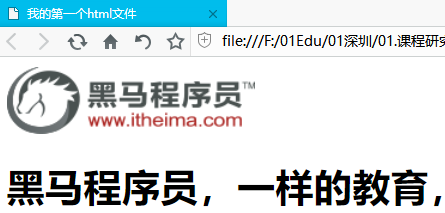 我的第一个html文件
file:///F:/01Edu/01深圳/01.课程研
黑马程序员™
www.itheima.com
黑马程序员，一样的教育，